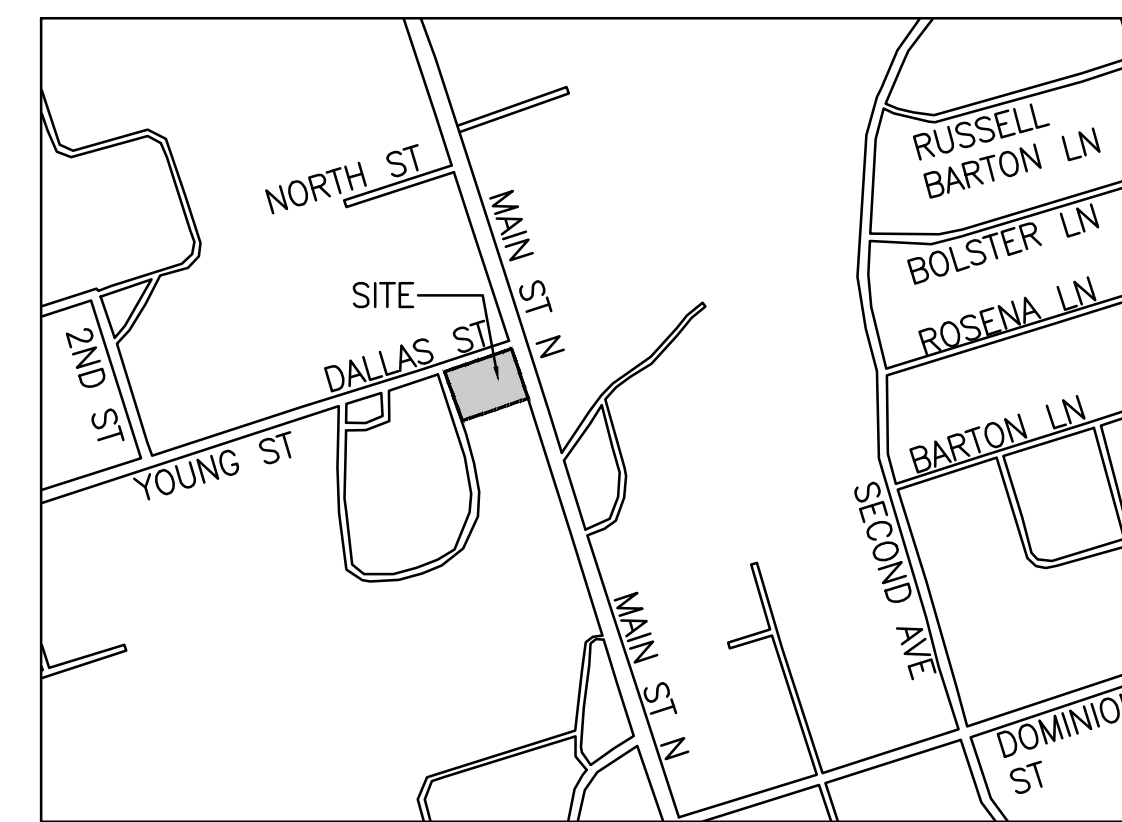 RUSSELL
BARTON LN
NORTH ST
MAIN ST N
BOLSTER LN
SITE
ROSENA LN
DALLAS ST
2ND ST
BARTON LN
YOUNG ST
SECOND AVE
MAIN ST N
DOMINIO
ST